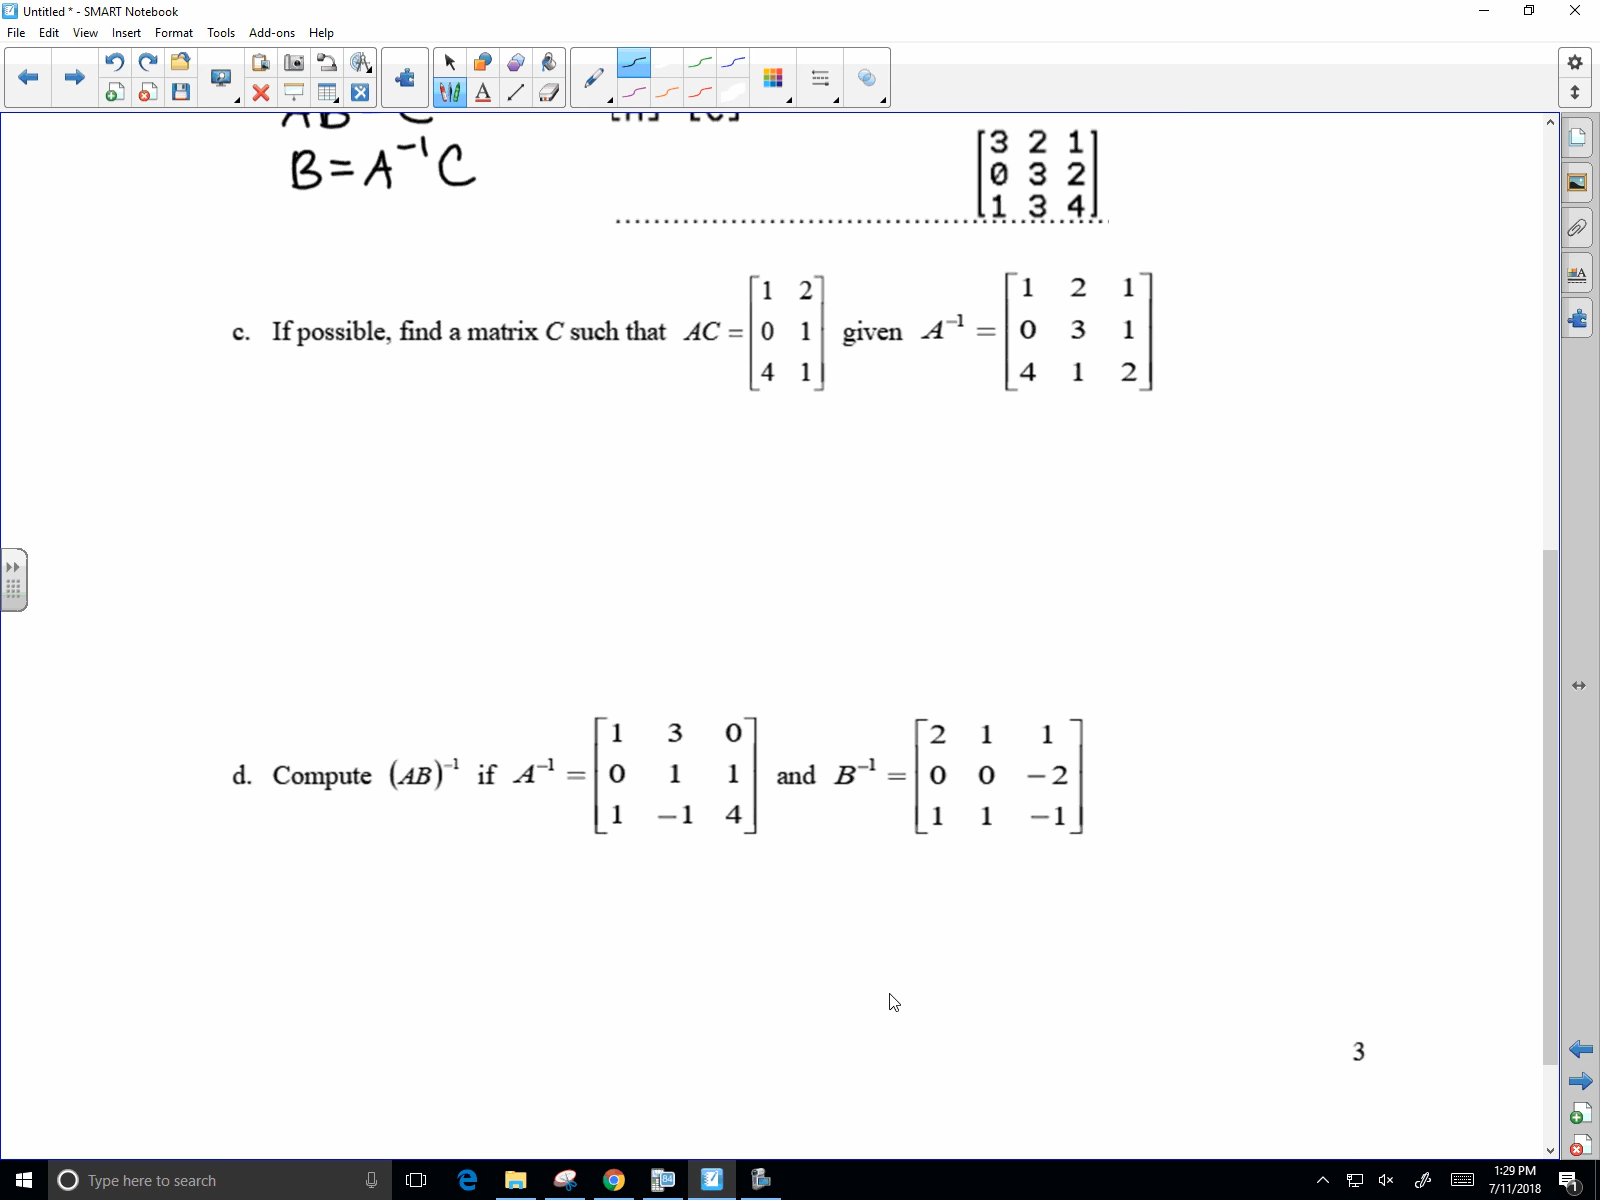 Untitled * - SMART Notebook
File Edit View Insert Format Tools Add-ons Help
AB = C
B = A⁻¹C
[A] [C]
[3 2 1]
[0 3 2]
[1 3 4]
c. If possible, find a matrix C such that AC = [1 2; 0 1; 4 1] given A⁻¹ = [1 2 1; 0 3 1; 4 1 2]
d. Compute (AB)⁻¹ if A⁻¹ = [1 3 0; 0 1 1; 1 −1 4] and B⁻¹ = [2 1 1; 0 0 −2; 1 1 −1]
3
Type here to search
84
1:29 PM
7/11/2018
1